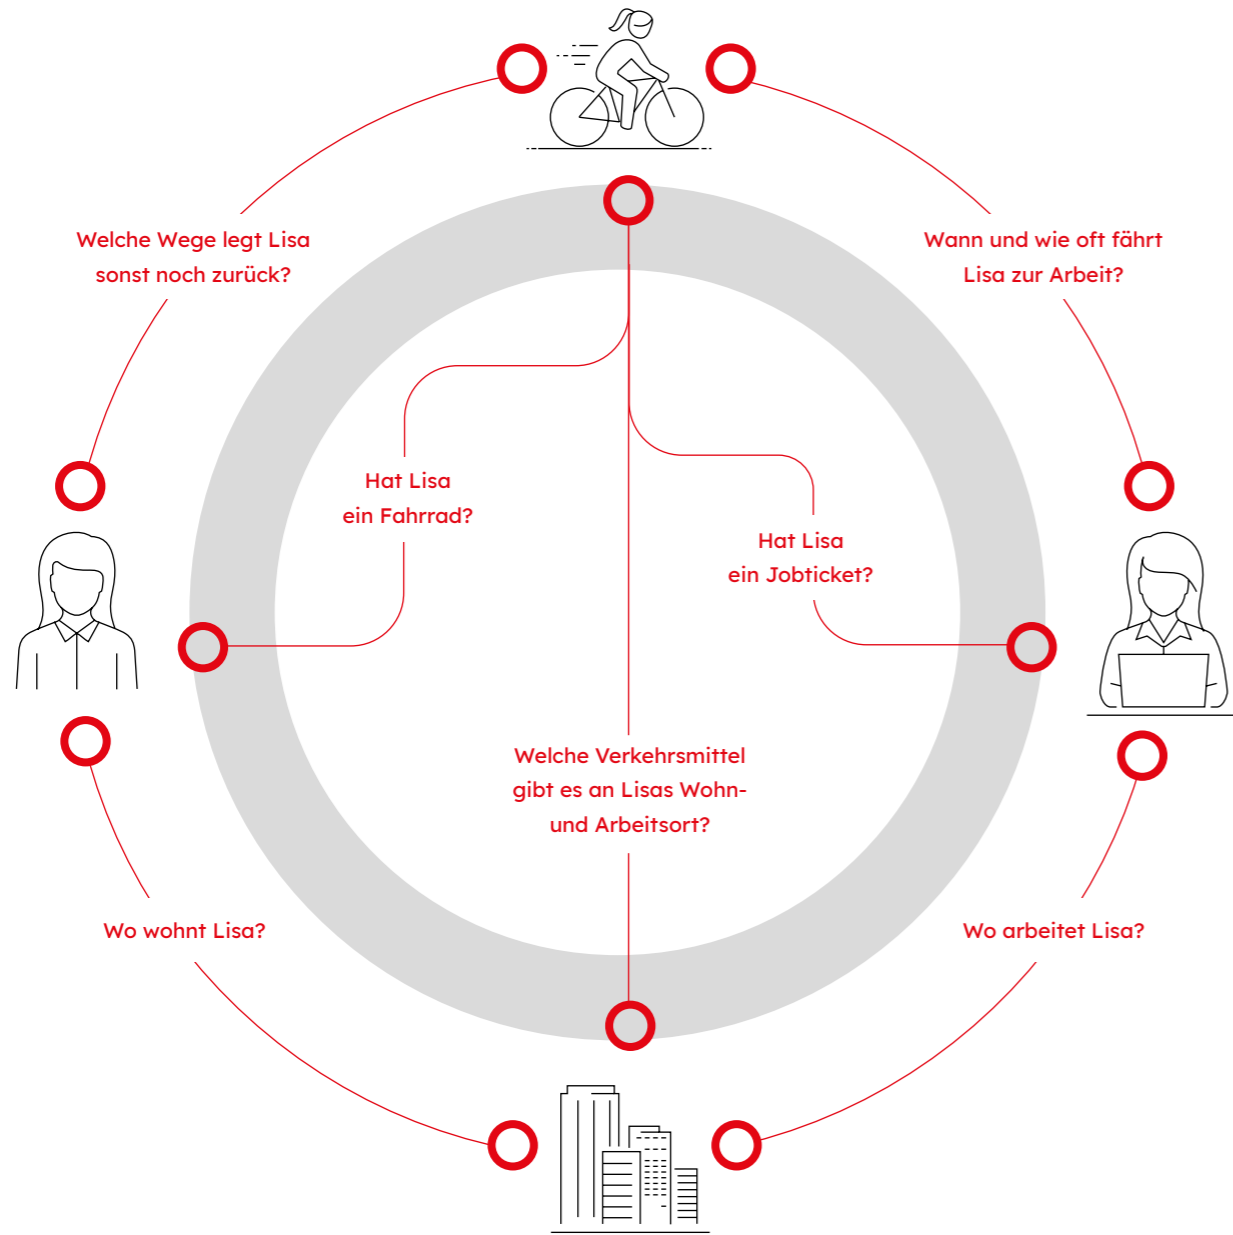 Welche Wege legt Lisa
sonst noch zurück?
Wann und wie oft fährt
Lisa zur Arbeit?
Hat Lisa
ein Fahrrad?
Hat Lisa
ein Jobticket?
Welche Verkehrsmittel
gibt es an Lisas Wohn-
und Arbeitsort?
Wo wohnt Lisa?
Wo arbeitet Lisa?